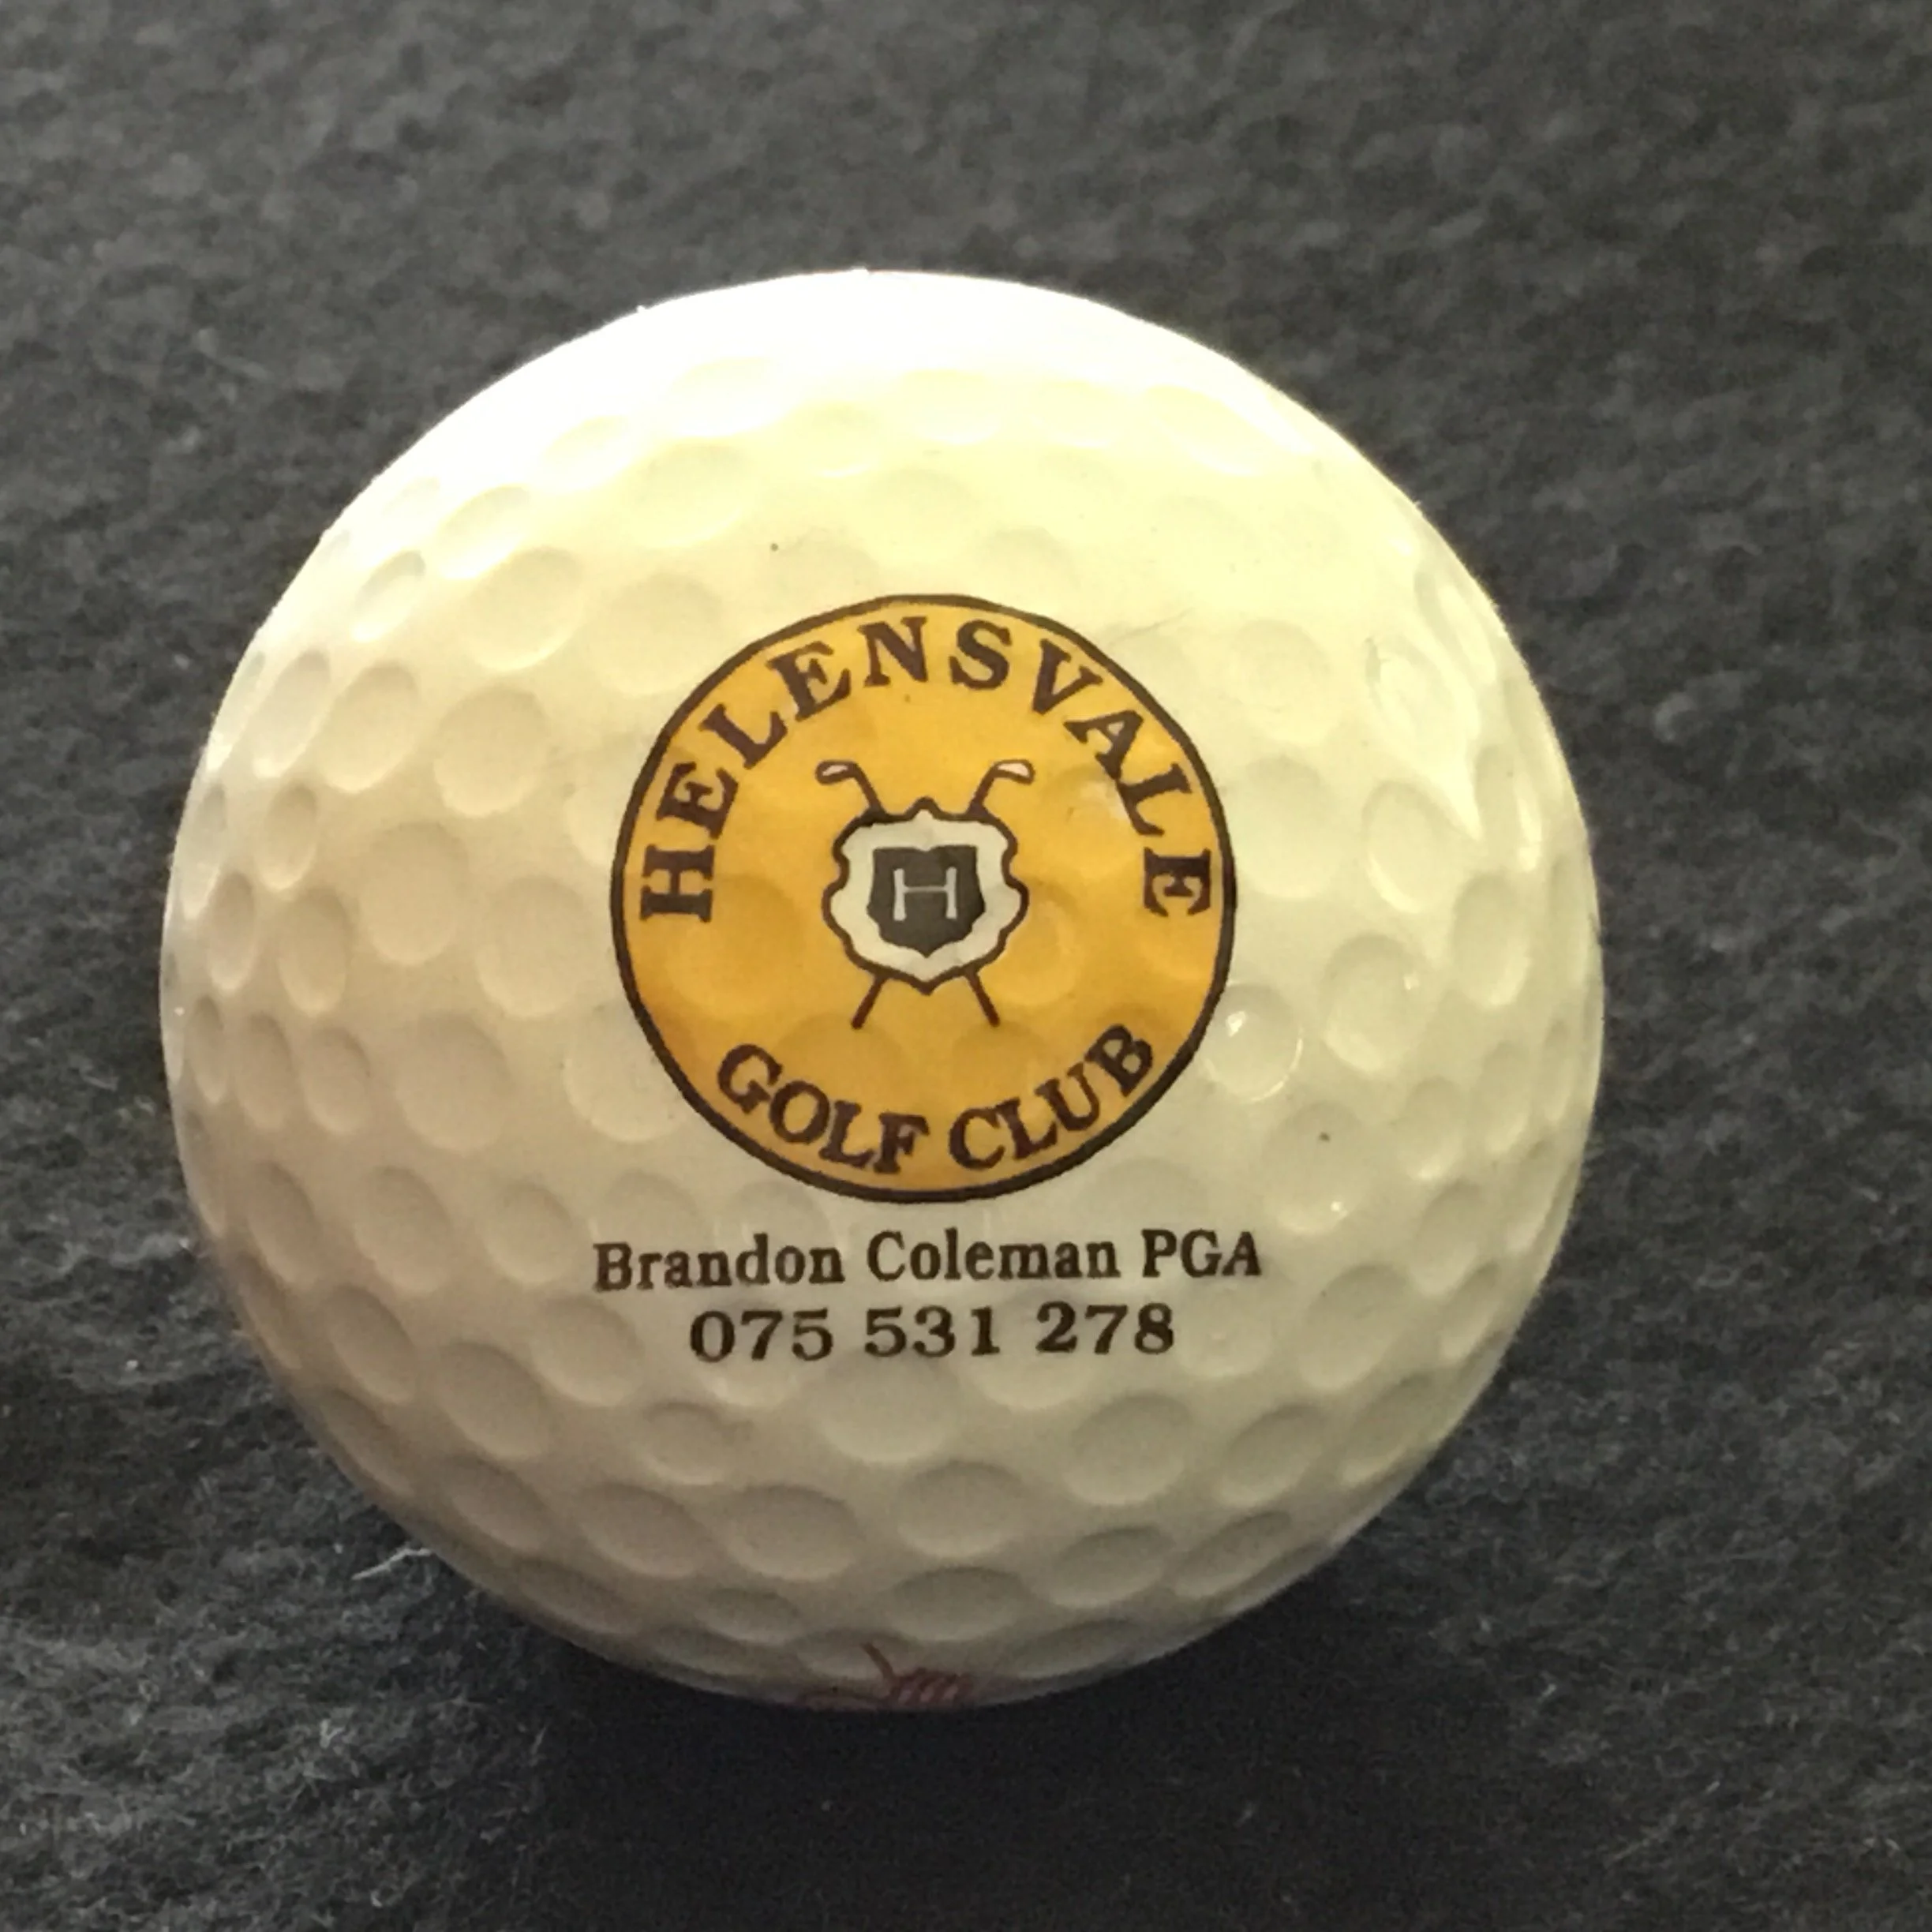 HELENSVALE
H
GOLF CLUB
Brandon Coleman PGA
075 531 278